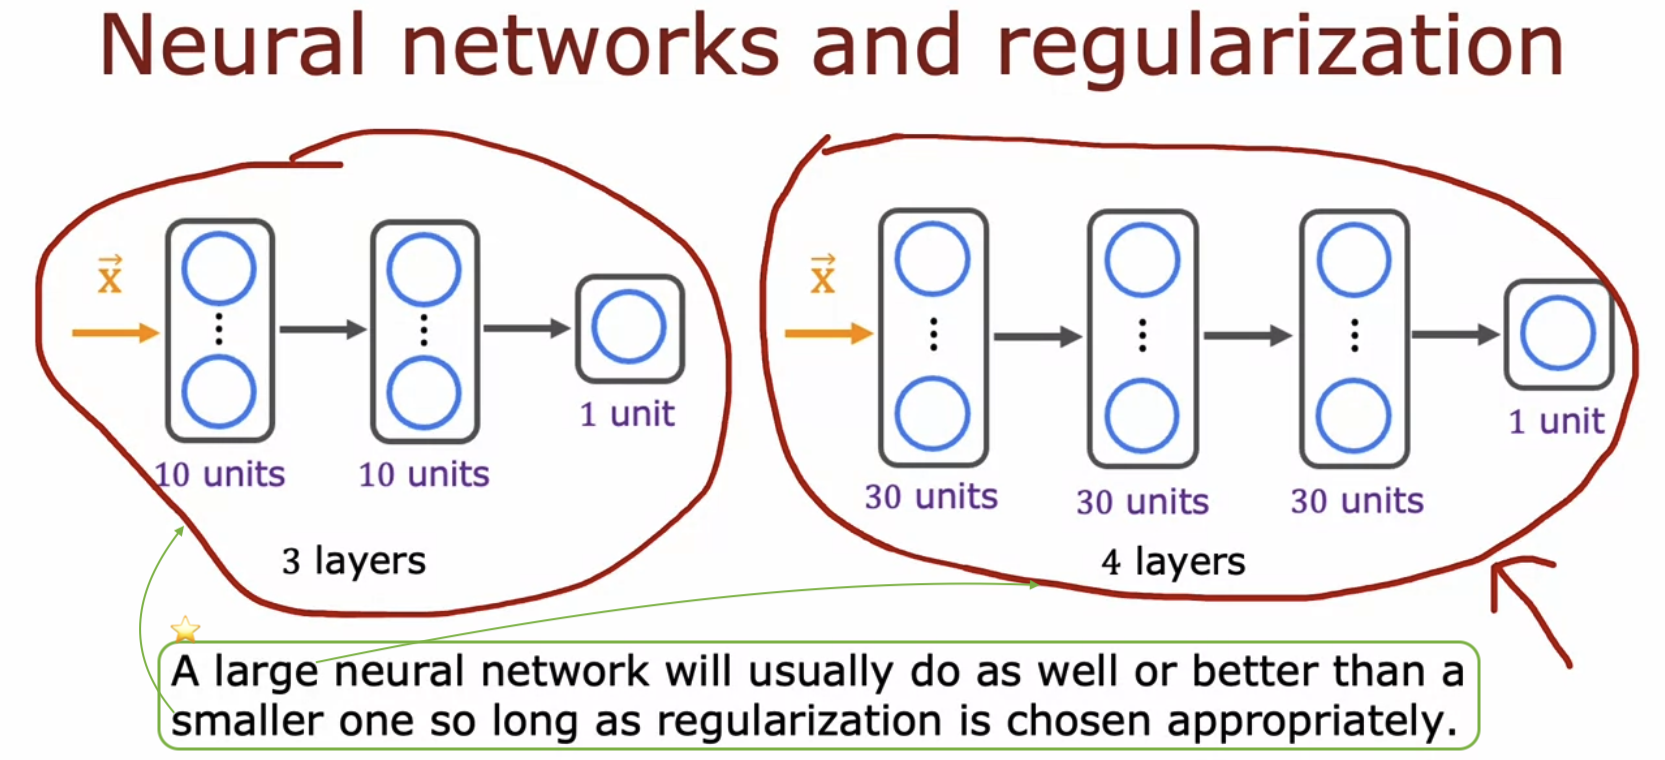 Neural networks and regularization
x⃗
10 units
10 units
1 unit
3 layers
x⃗
30 units
30 units
30 units
1 unit
4 layers
A large neural network will usually do as well or better than a
smaller one so long as regularization is chosen appropriately.